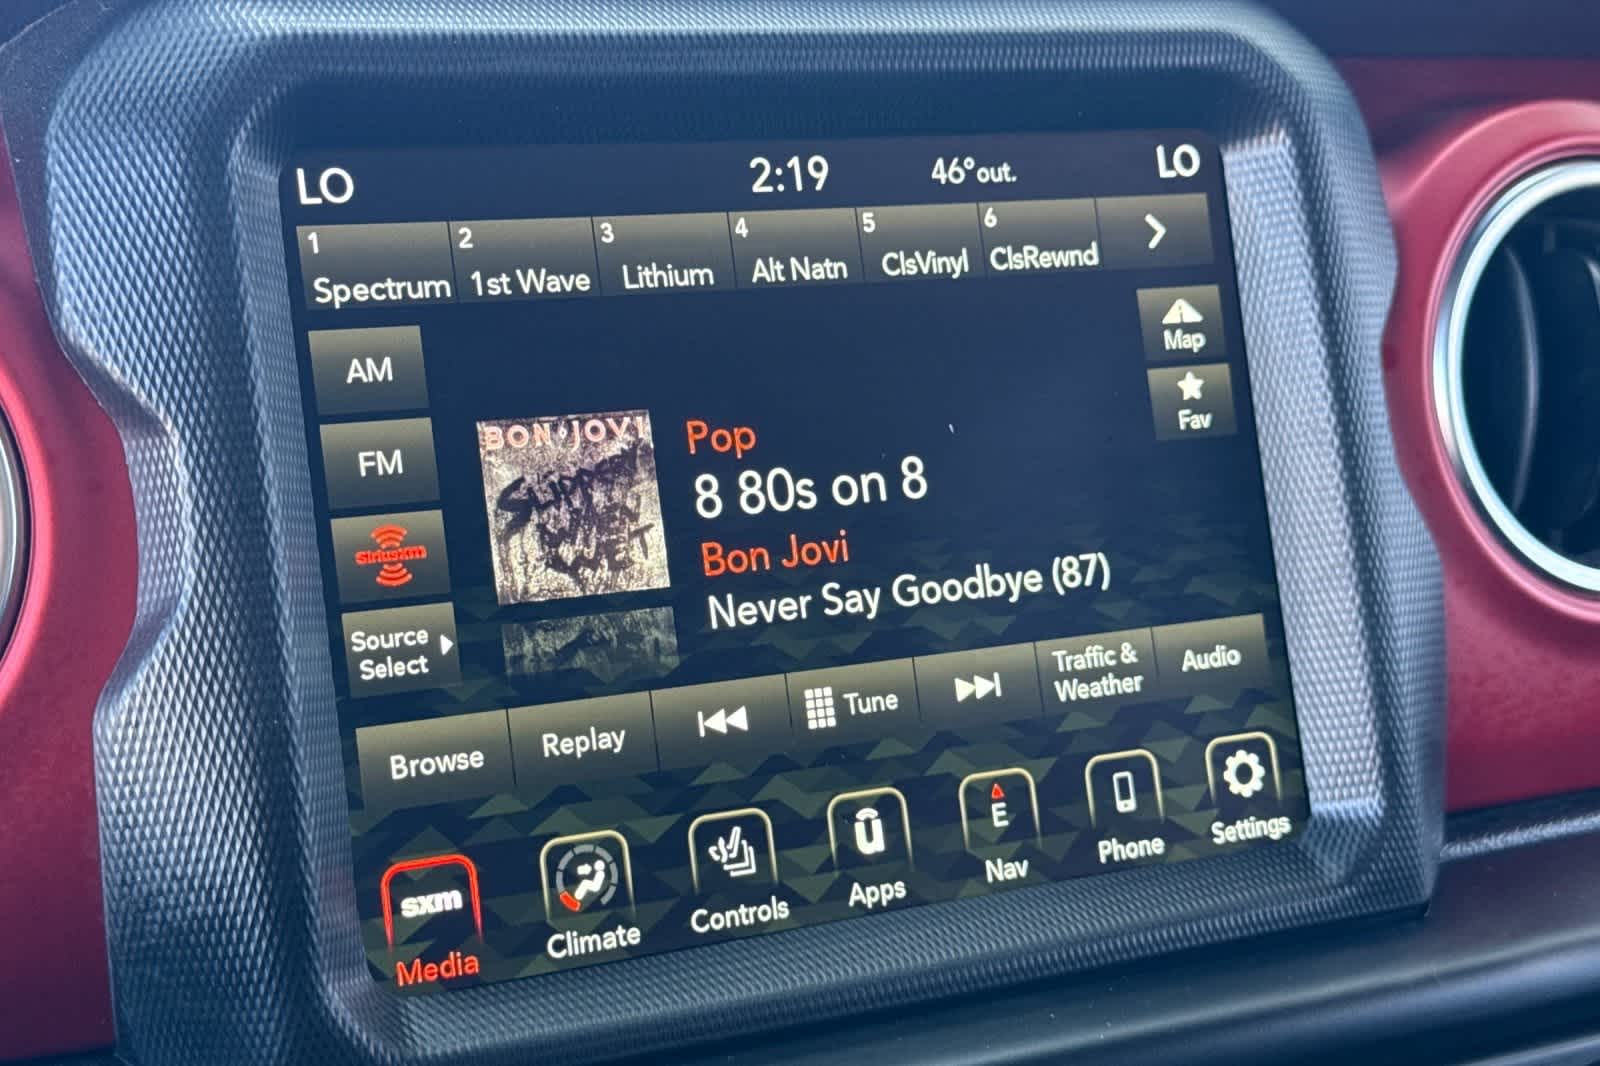 LO 2:19 46° out. LO
1 2 3 4 5 6
Spectrum 1st Wave Lithium Alt Natn ClsVinyl ClsRewnd
Map
AM
Fav
BON JOVI
SLIPPERY
WHEN
WET
Pop
8 80s on 8
FM
Bon Jovi
siriusxm
Never Say Goodbye (87)
Source
Select
Browse Replay Tune
Traffic &
Weather
Audio
sxm
Media
Climate
Controls
ū
Apps
E
Nav
Phone
Settings